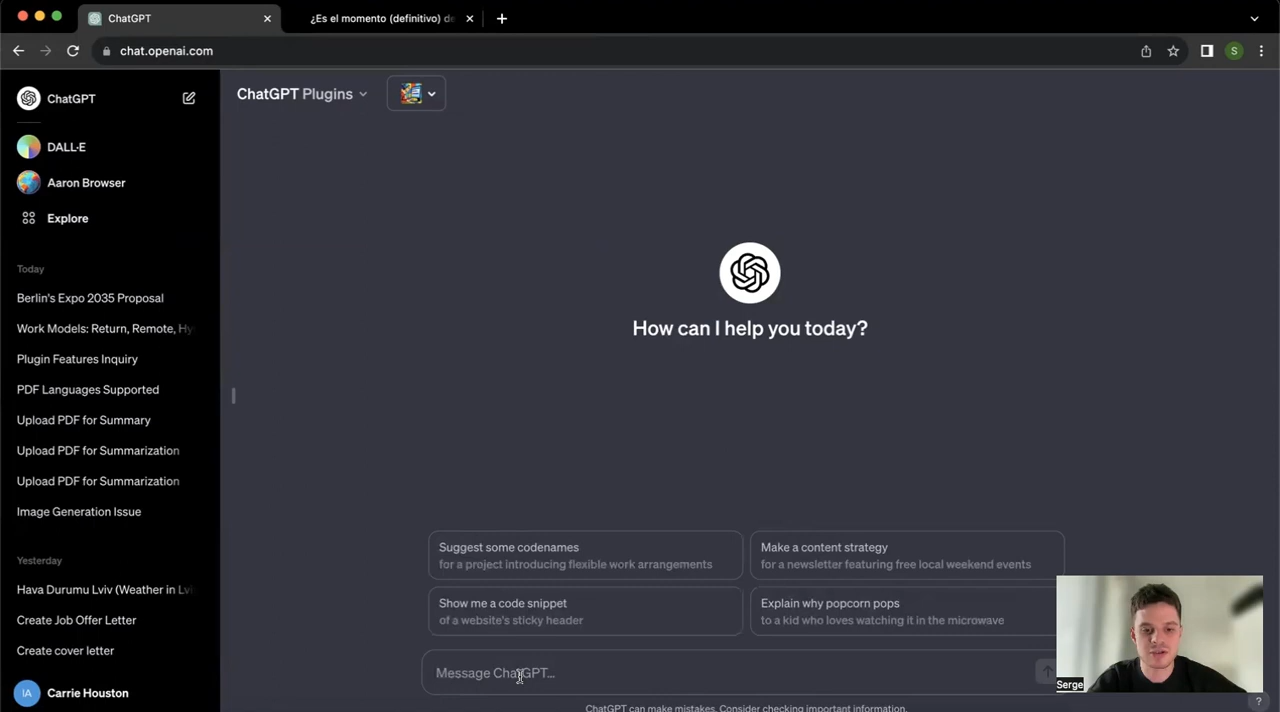 ChatGPT
¿Es el momento (definitivo) de
chat.openai.com
S
ChatGPT
ChatGPT Plugins
DALL·E
Aaron Browser
Explore
Today
Berlin's Expo 2035 Proposal
Work Models: Return, Remote, Hy
Plugin Features Inquiry
PDF Languages Supported
Upload PDF for Summary
Upload PDF for Summarization
Upload PDF for Summarization
Image Generation Issue
Yesterday
Hava Durumu Lviv (Weather in Lvi
Create Job Offer Letter
Create cover letter
IA
Carrie Houston
How can I help you today?
Suggest some codenames
for a project introducing flexible work arrangements
Make a content strategy
for a newsletter featuring free local weekend events
Show me a code snippet
of a website's sticky header
Explain why popcorn pops
to a kid who loves watching it in the microwave
Message ChatGPT...
Serge
ChatGPT can make mistakes. Consider checking important information.
?